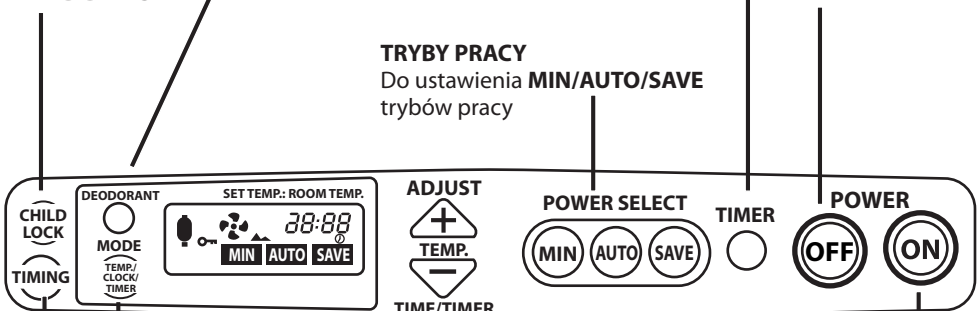 TRYBY PRACY
Do ustawienia MIN/AUTO/SAVE
trybów pracy
CHILD
LOCK
TIMING
DEODORANT
MODE
TEMP./
CLOCK/
TIMER
SET TEMP.: ROOM TEMP.
28:88
MIN AUTO SAVE
ADJUST
+
TEMP.
−
TIME/TIMER
POWER SELECT
MIN AUTO SAVE
TIMER
POWER
OFF ON